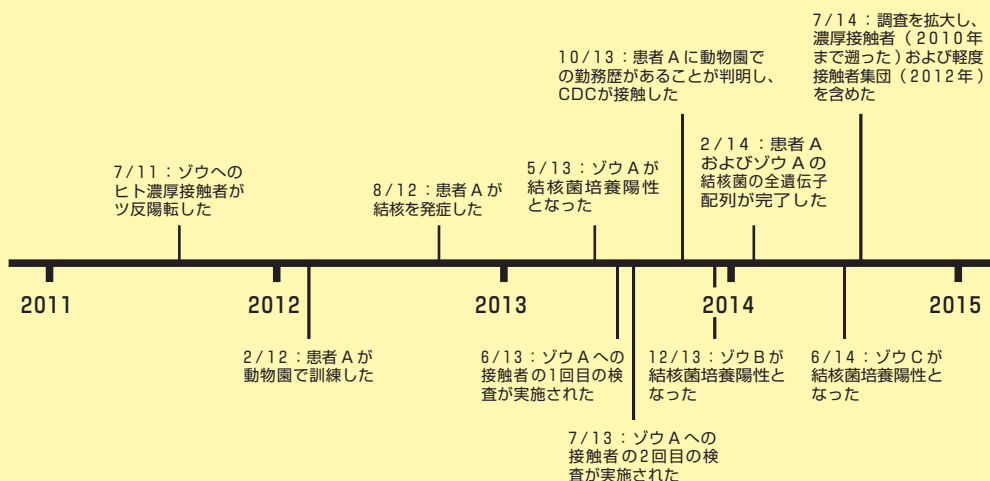 7/14：調査を拡大し、
濃厚接触者（2010年
まで遡った）および軽度
接触者集団（2012年）
を含めた
10/13：患者Aに動物園で
の勤務歴があることが判明し、
CDCが接触した
2/14：患者A
およびゾウAの
結核菌の全遺伝子
配列が完了した
7/11：ゾウへの
ヒト濃厚接触者が
ツ反陽転した
8/12：患者Aが
結核を発症した
5/13：ゾウAが
結核菌培養陽性
となった
2011
2012
2013
2014
2015
2/12：患者Aが
動物園で訓練した
6/13：ゾウAへの
接触者の1回目の検
査が実施された
12/13：ゾウBが
結核菌培養陽性と
なった
6/14：ゾウCが
結核菌培養陽性と
なった
7/13：ゾウAへの
接触者の2回目の検
査が実施された